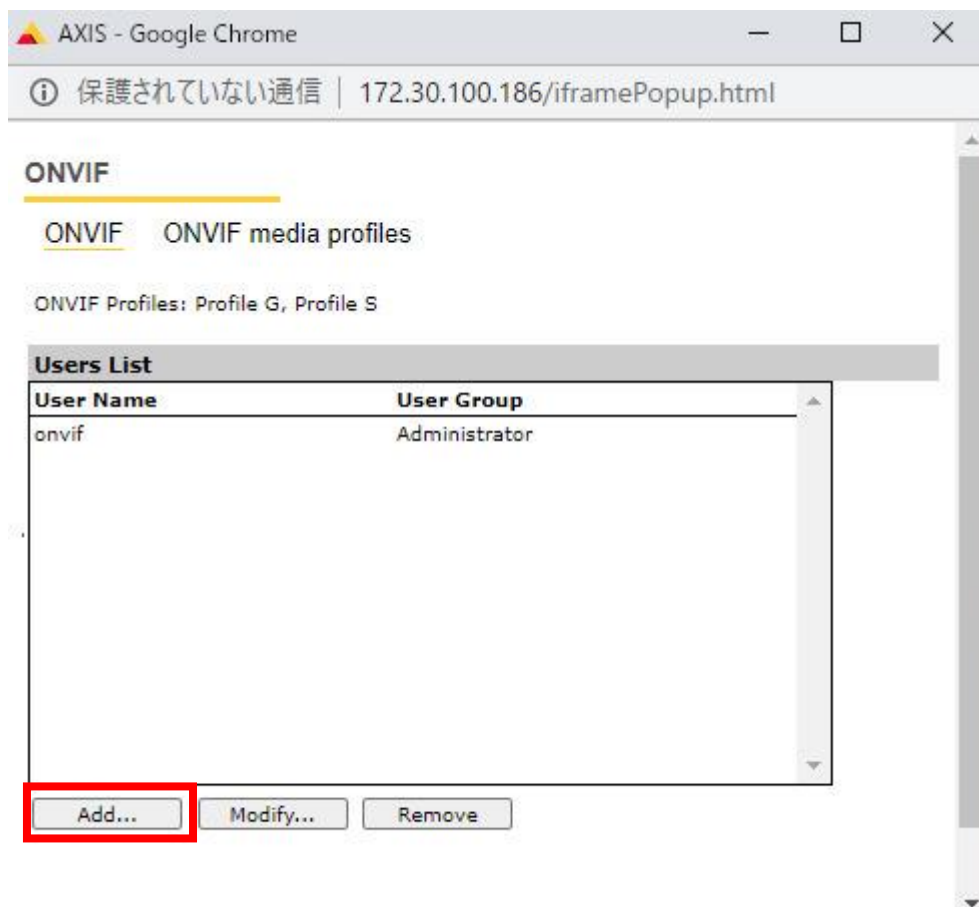 AXIS - Google Chrome
保護されていない通信 | 172.30.100.186/iframePopup.html
ONVIF
ONVIF ONVIF media profiles
ONVIF Profiles: Profile G, Profile S
Users List
User Name User Group
onvif Administrator
Add... Modify... Remove